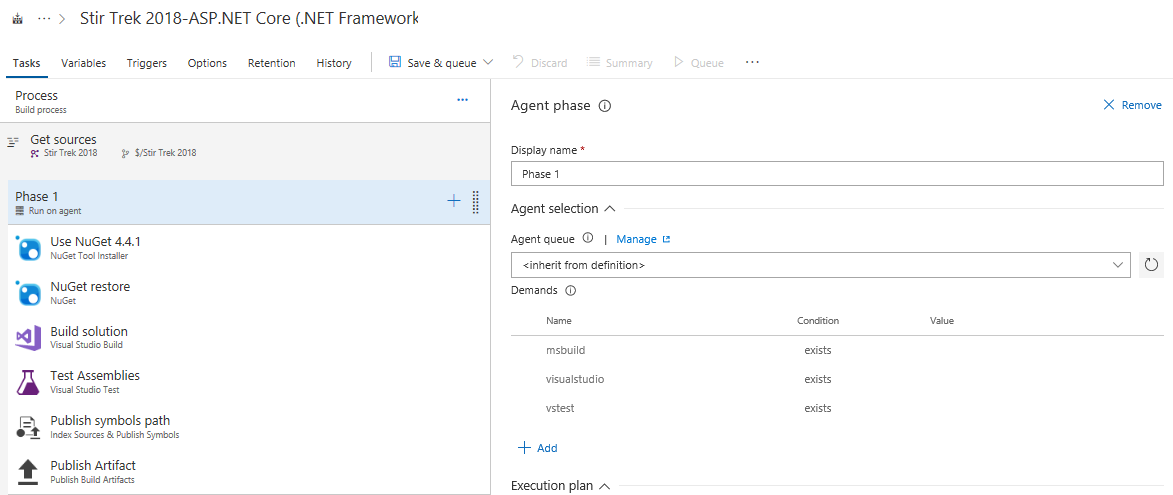 ··· > Stir Trek 2018-ASP.NET Core (.NET Framework
Tasks Variables Triggers Options Retention History Save & queue Discard Summary Queue ···
Process ···
Build process
Get sources
Stir Trek 2018 $/Stir Trek 2018
Phase 1
Run on agent
Use NuGet 4.4.1
NuGet Tool Installer
NuGet restore
NuGet
Build solution
Visual Studio Build
Test Assemblies
Visual Studio Test
Publish symbols path
Index Sources & Publish Symbols
Publish Artifact
Publish Build Artifacts
Agent phase Remove
Display name *
Phase 1
Agent selection
Agent queue | Manage
<inherit from definition>
Demands
Name Condition Value
msbuild exists
visualstudio exists
vstest exists
+ Add
Execution plan